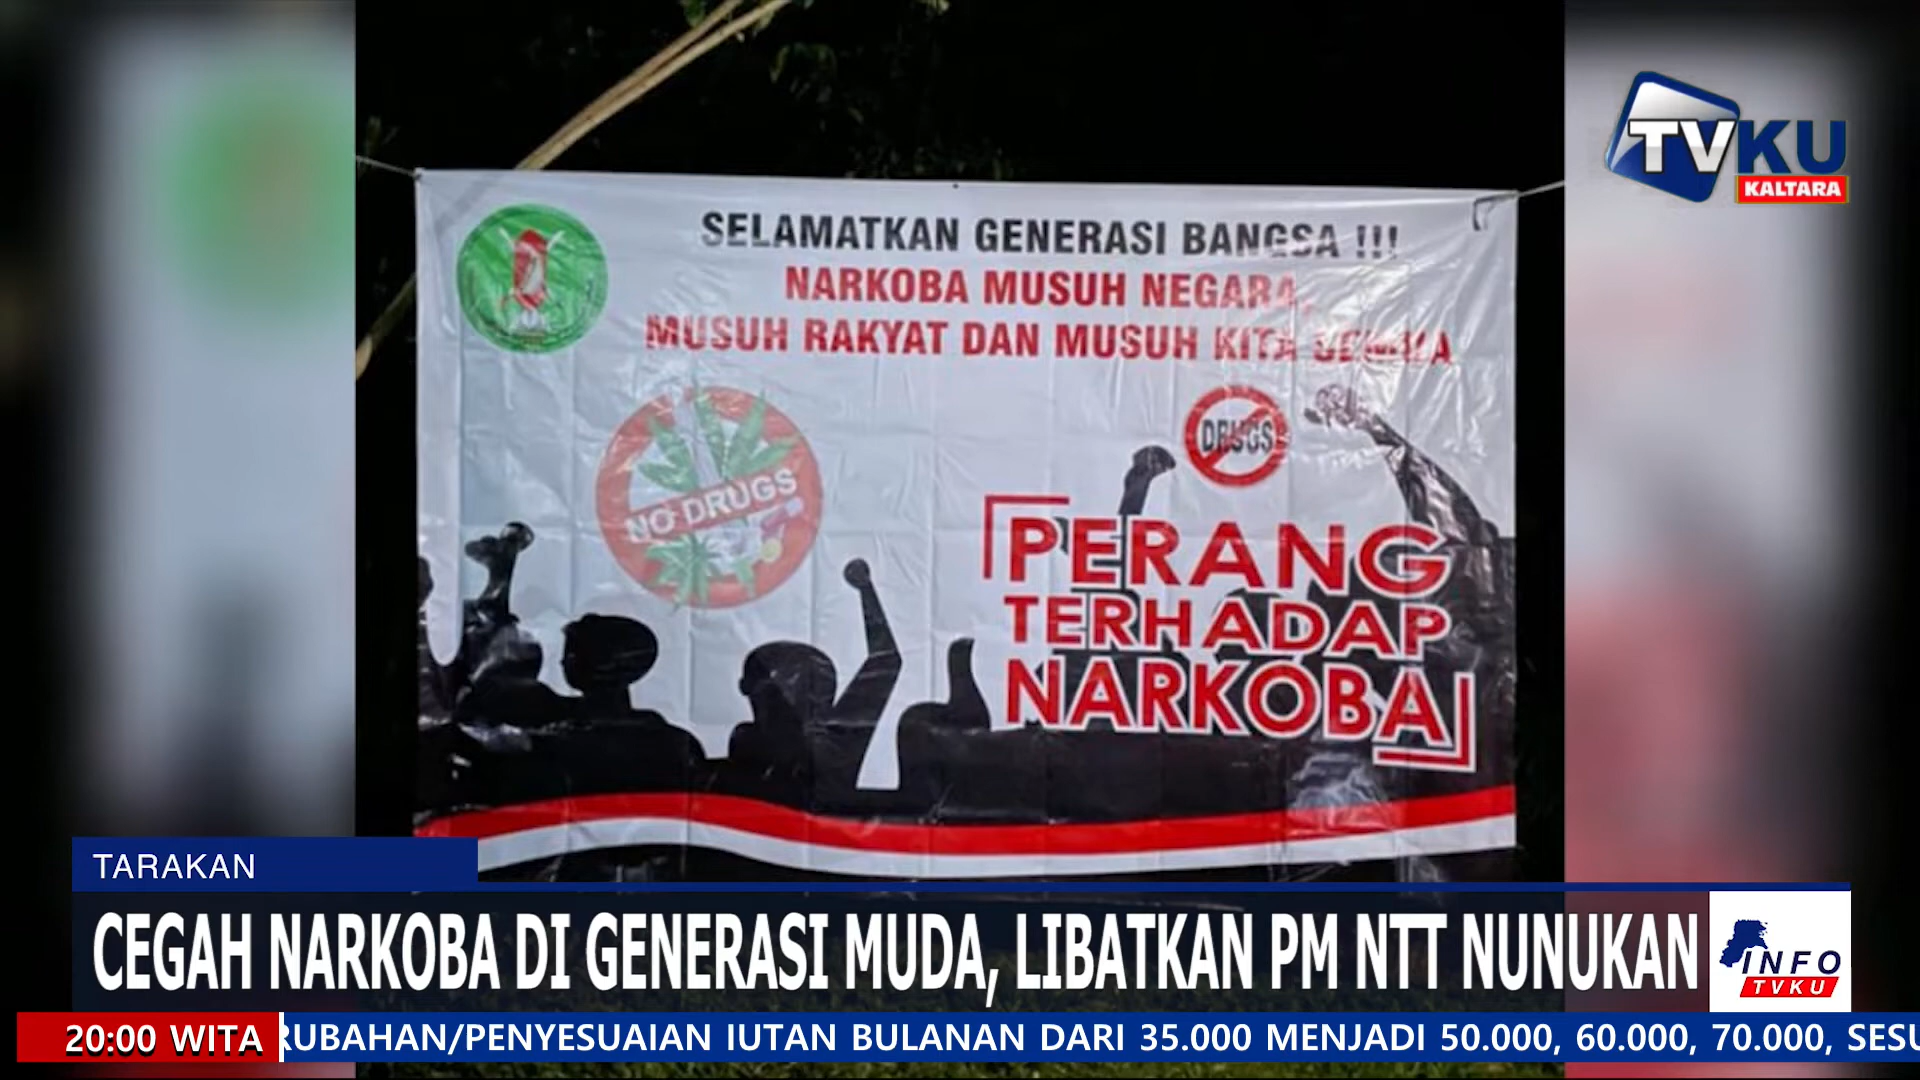 TVKU
KALTARA
SELAMATKAN GENERASI BANGSA !!!
NARKOBA MUSUH NEGARA,
MUSUH RAKYAT DAN MUSUH KITA SEMUA
DRUGS
NO DRUGS
PERANG
TERHADAP
NARKOBA
TARAKAN
CEGAH NARKOBA DI GENERASI MUDA, LIBATKAN PM NTT NUNUKAN
INFO
TVKU
20:00 WITA RUBAHAN/PENYESUAIAN IUTAN BULANAN DARI 35.000 MENJADI 50.000, 60.000, 70.000, SESU